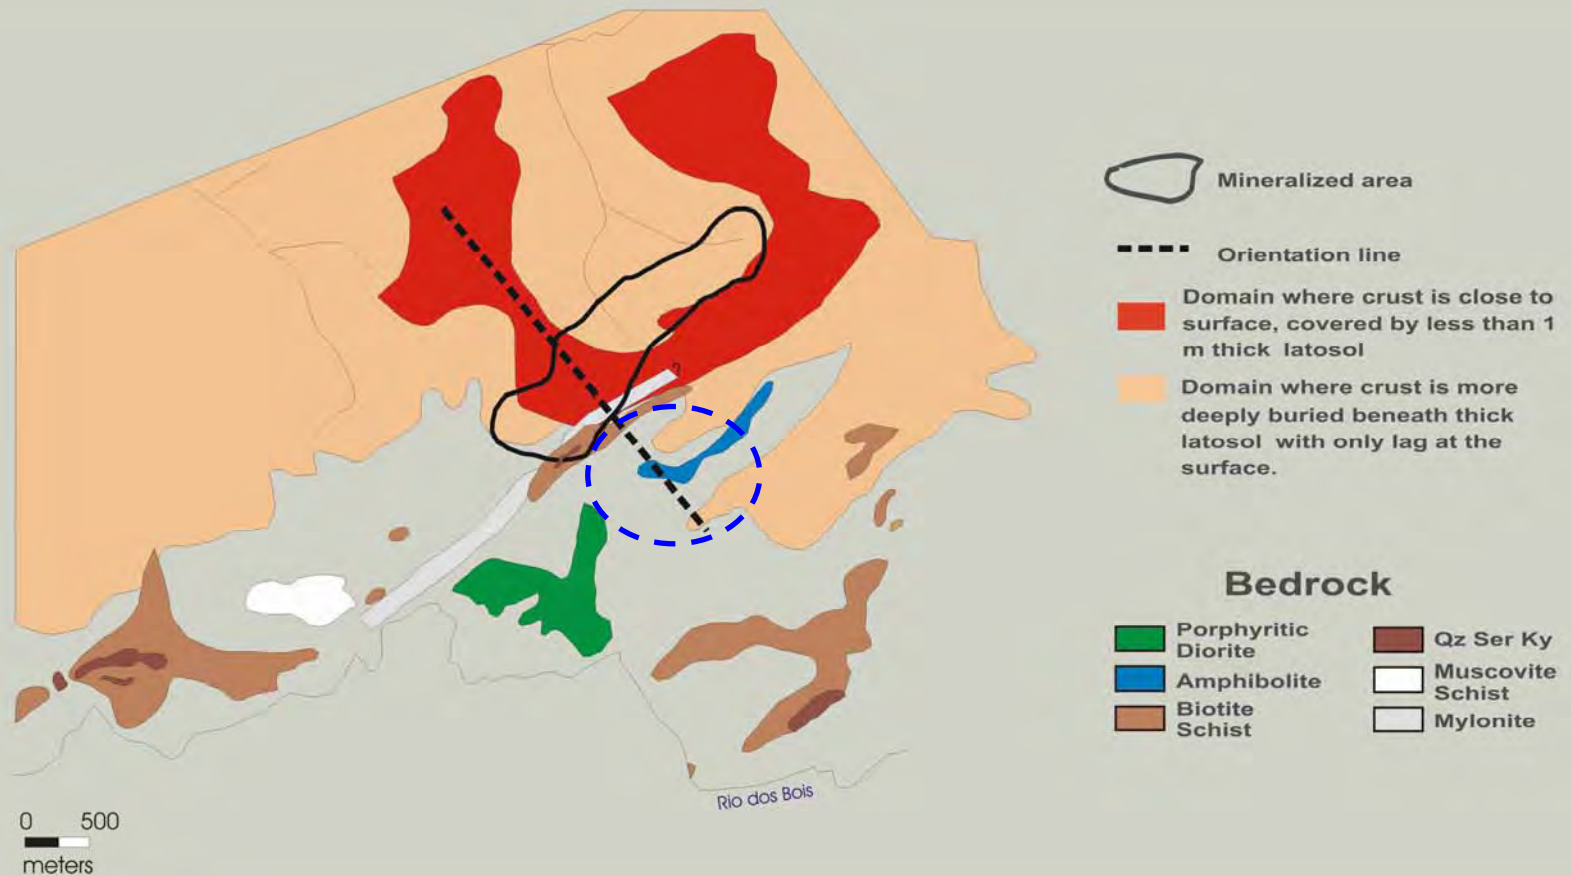 Mineralized area
Orientation line
Domain where crust is close to
surface, covered by less than 1
m thick latosol
Domain where crust is more
deeply buried beneath thick
latosol with only lag at the
surface.
?
Bedrock
Porphyritic
Diorite
Amphibolite
Biotite
Schist
Qz Ser Ky
Muscovite
Schist
Mylonite
Rio dos Bois
0 500
meters